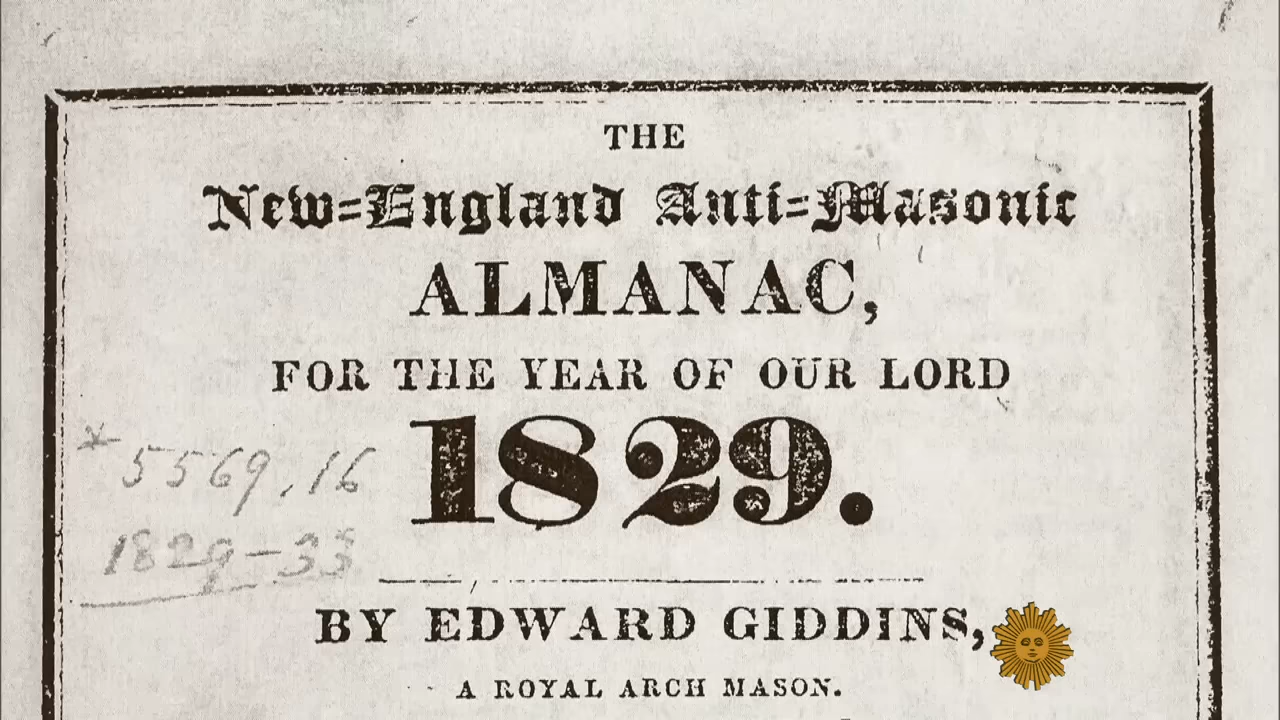 THE
New=England Anti=Masonic
ALMANAC,
FOR THE YEAR OF OUR LORD
1829.
* 5569.16
1829-33
BY EDWARD GIDDINS,
A ROYAL ARCH MASON.